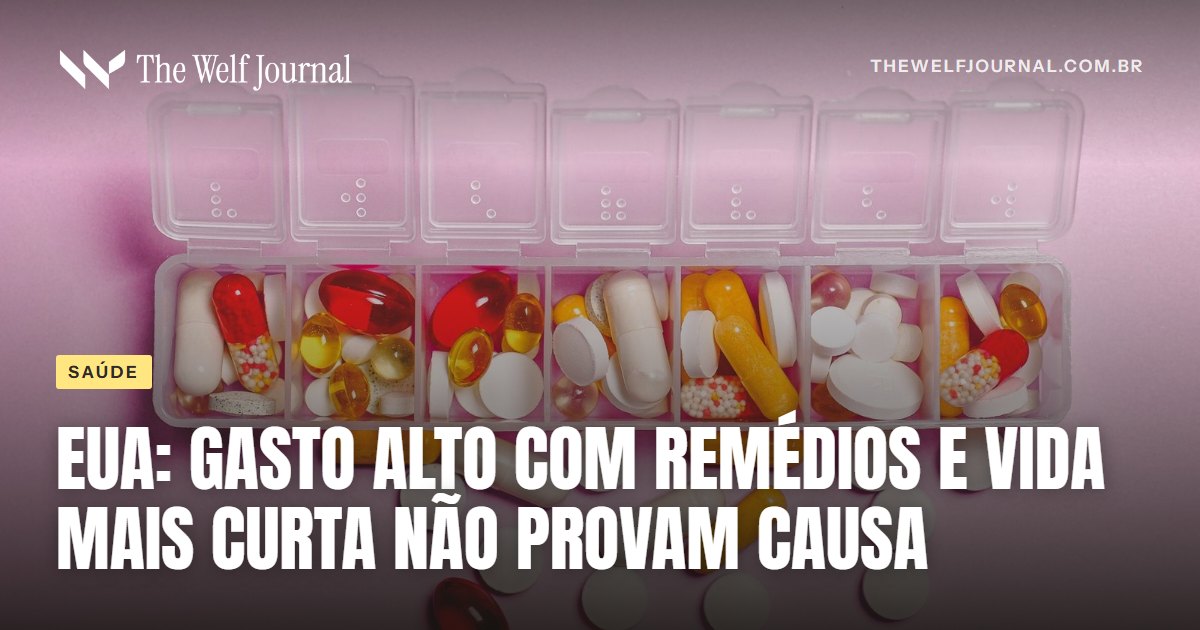 The Welf Journal
THEWELFJOURNAL.COM.BR
SAÚDE
EUA: GASTO ALTO COM REMÉDIOS E VIDA
MAIS CURTA NÃO PROVAM CAUSA